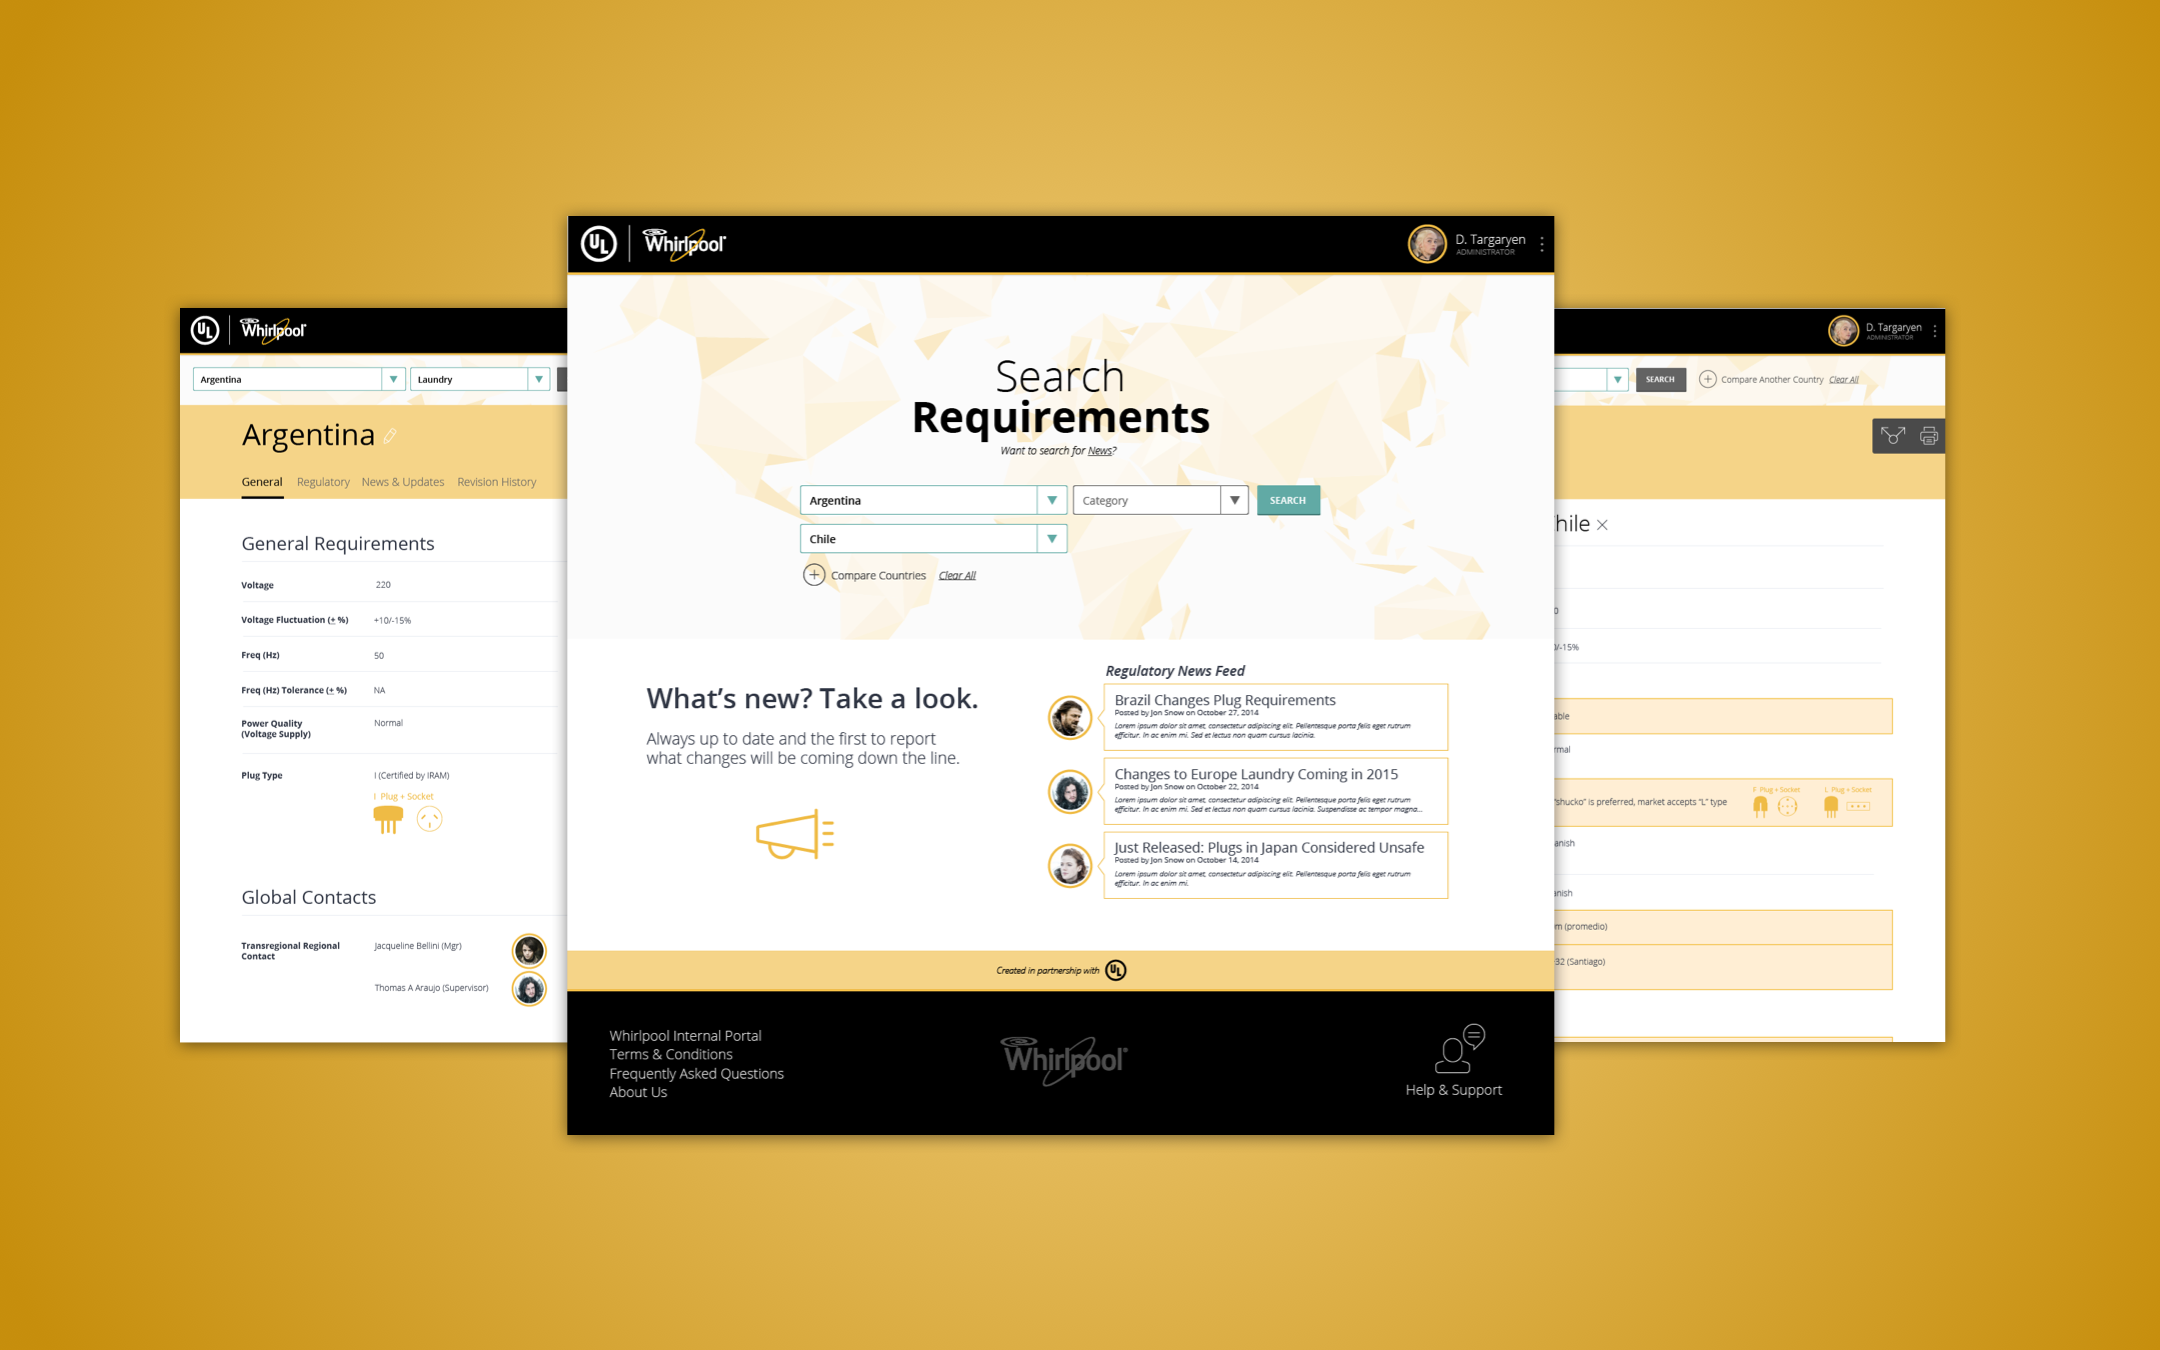 UL
Whirlpool
Argentina
Laundry
Argentina
General
Regulatory
News & Updates
Revision History
General Requirements
Voltage
220
Voltage Fluctuation (± %)
+10/-15%
Freq (Hz)
50
Freq (Hz) Tolerance (± %)
NA
Power Quality
(Voltage Supply)
Normal
Plug Type
I (Certified by IRAM)
I Plug + Socket
Global Contacts
Transregional Regional
Contact
Jacqueline Bellini (Mgr)
Thomas A Araujo (Supervisor)
UL
Whirlpool
D. Targaryen
ADMINISTRATOR
Search
Requirements
Want to search for News?
Argentina
Category
SEARCH
Chile
Compare Countries
Clear All
What's new? Take a look.
Always up to date and the first to report
what changes will be coming down the line.
Regulatory News Feed
Brazil Changes Plug Requirements
Posted by Jon Snow on October 27, 2014
Lorem ipsum dolor sit amet, consectetur adipiscing elit. Pellentesque porta felis eget rutrum
efficitur. In ac enim mi. Sed et lectus non quam cursus lacinia.
Changes to Europe Laundry Coming in 2015
Posted by Jon Snow on October 22, 2014
Lorem ipsum dolor sit amet, consectetur adipiscing elit. Pellentesque porta felis eget rutrum
efficitur. In ac enim mi. Sed et lectus non quam cursus lacinia. Suspendisse ac tempor magna...
Just Released: Plugs in Japan Considered Unsafe
Posted by Jon Snow on October 14, 2014
Lorem ipsum dolor sit amet, consectetur adipiscing elit. Pellentesque porta felis eget rutrum
efficitur. In ac enim mi.
Created in partnership with UL
Whirlpool Internal Portal
Terms & Conditions
Frequently Asked Questions
About Us
Whirlpool
Help & Support
D. Targaryen
ADMINISTRATOR
SEARCH
Compare Another Country
Clear All
hile
0
0/-15%
able
rmal
"shucko" is preferred, market accepts "L" type
F Plug + Socket
L Plug + Socket
anish
anish
m (promedio)
32 (Santiago)